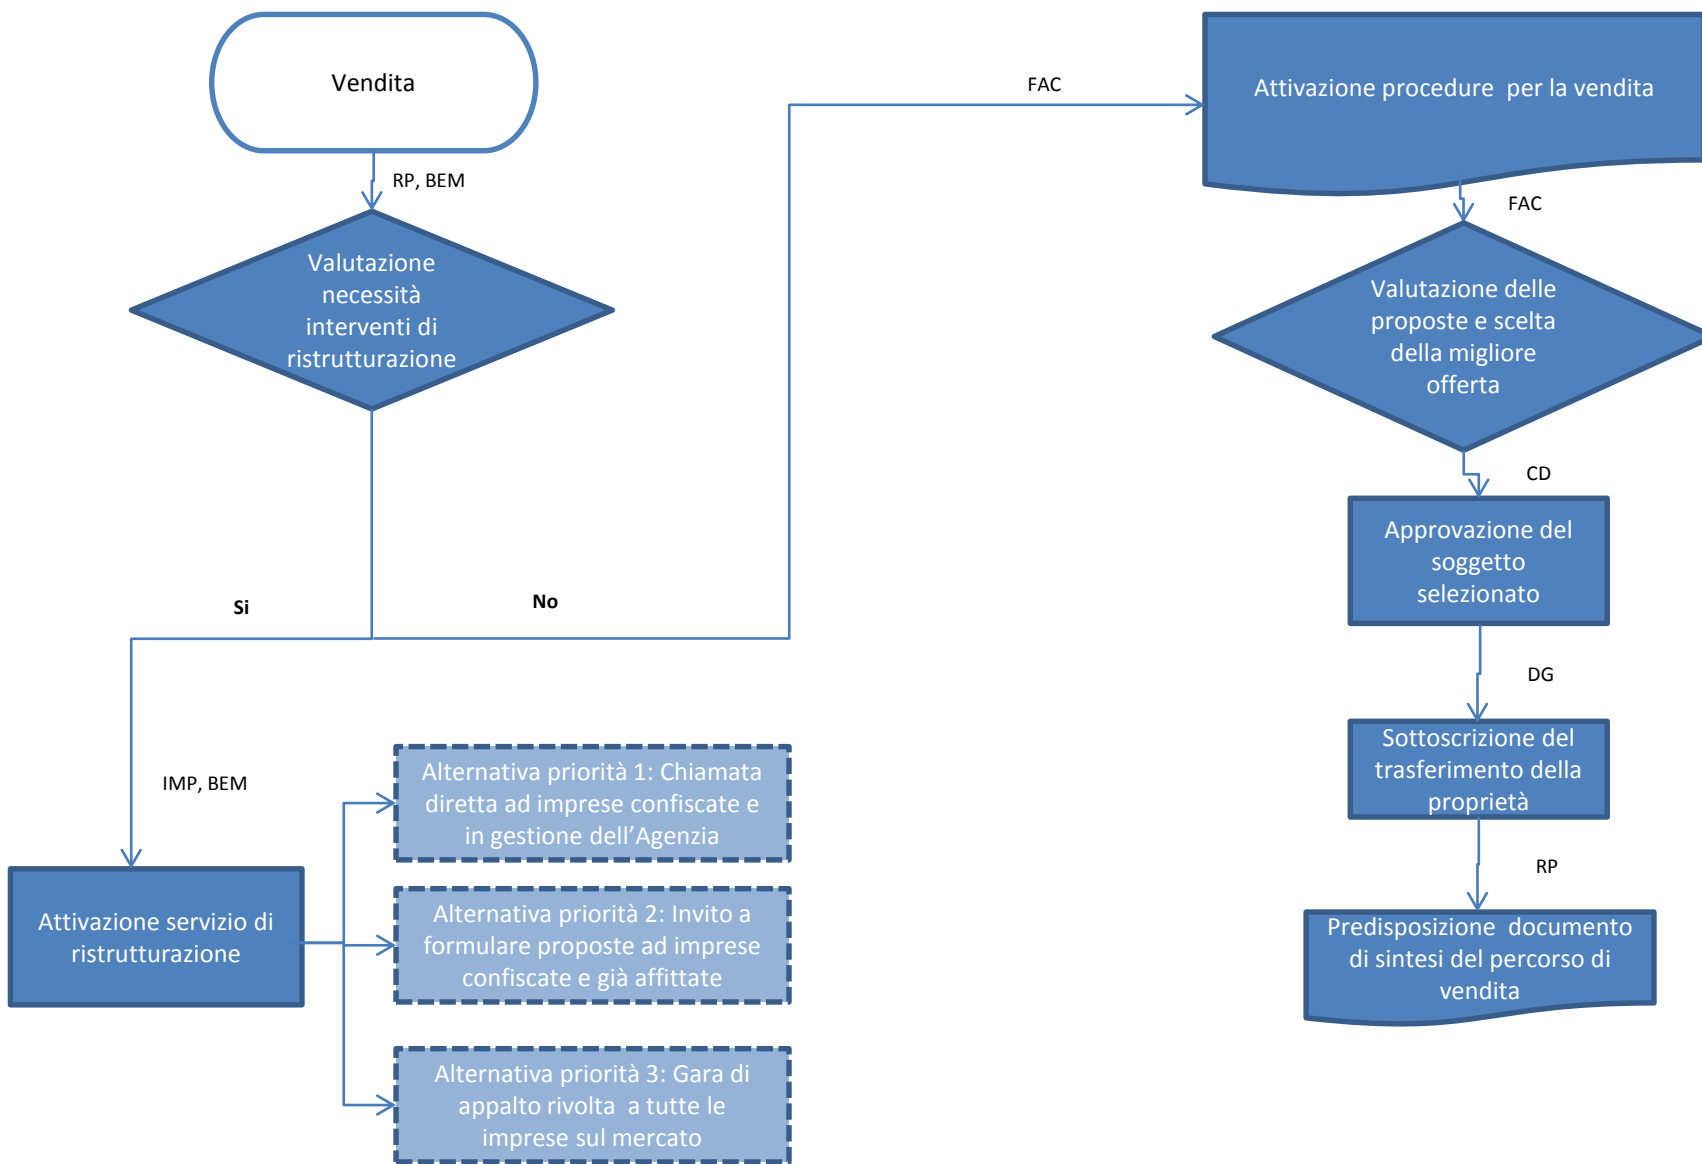 Vendita
RP, BEM
Valutazione
necessità
interventi di
ristrutturazione
Si
No
IMP, BEM
Attivazione servizio di
ristrutturazione
Alternativa priorità 1: Chiamata
diretta ad imprese confiscate e
in gestione dell’Agenzia
Alternativa priorità 2: Invito a
formulare proposte ad imprese
confiscate e già affittate
Alternativa priorità 3: Gara di
appalto rivolta a tutte le
imprese sul mercato
FAC
Attivazione procedure per la vendita
FAC
Valutazione delle
proposte e scelta
della migliore
offerta
CD
Approvazione del
soggetto
selezionato
DG
Sottoscrizione del
trasferimento della
proprietà
RP
Predisposizione documento
di sintesi del percorso di
vendita